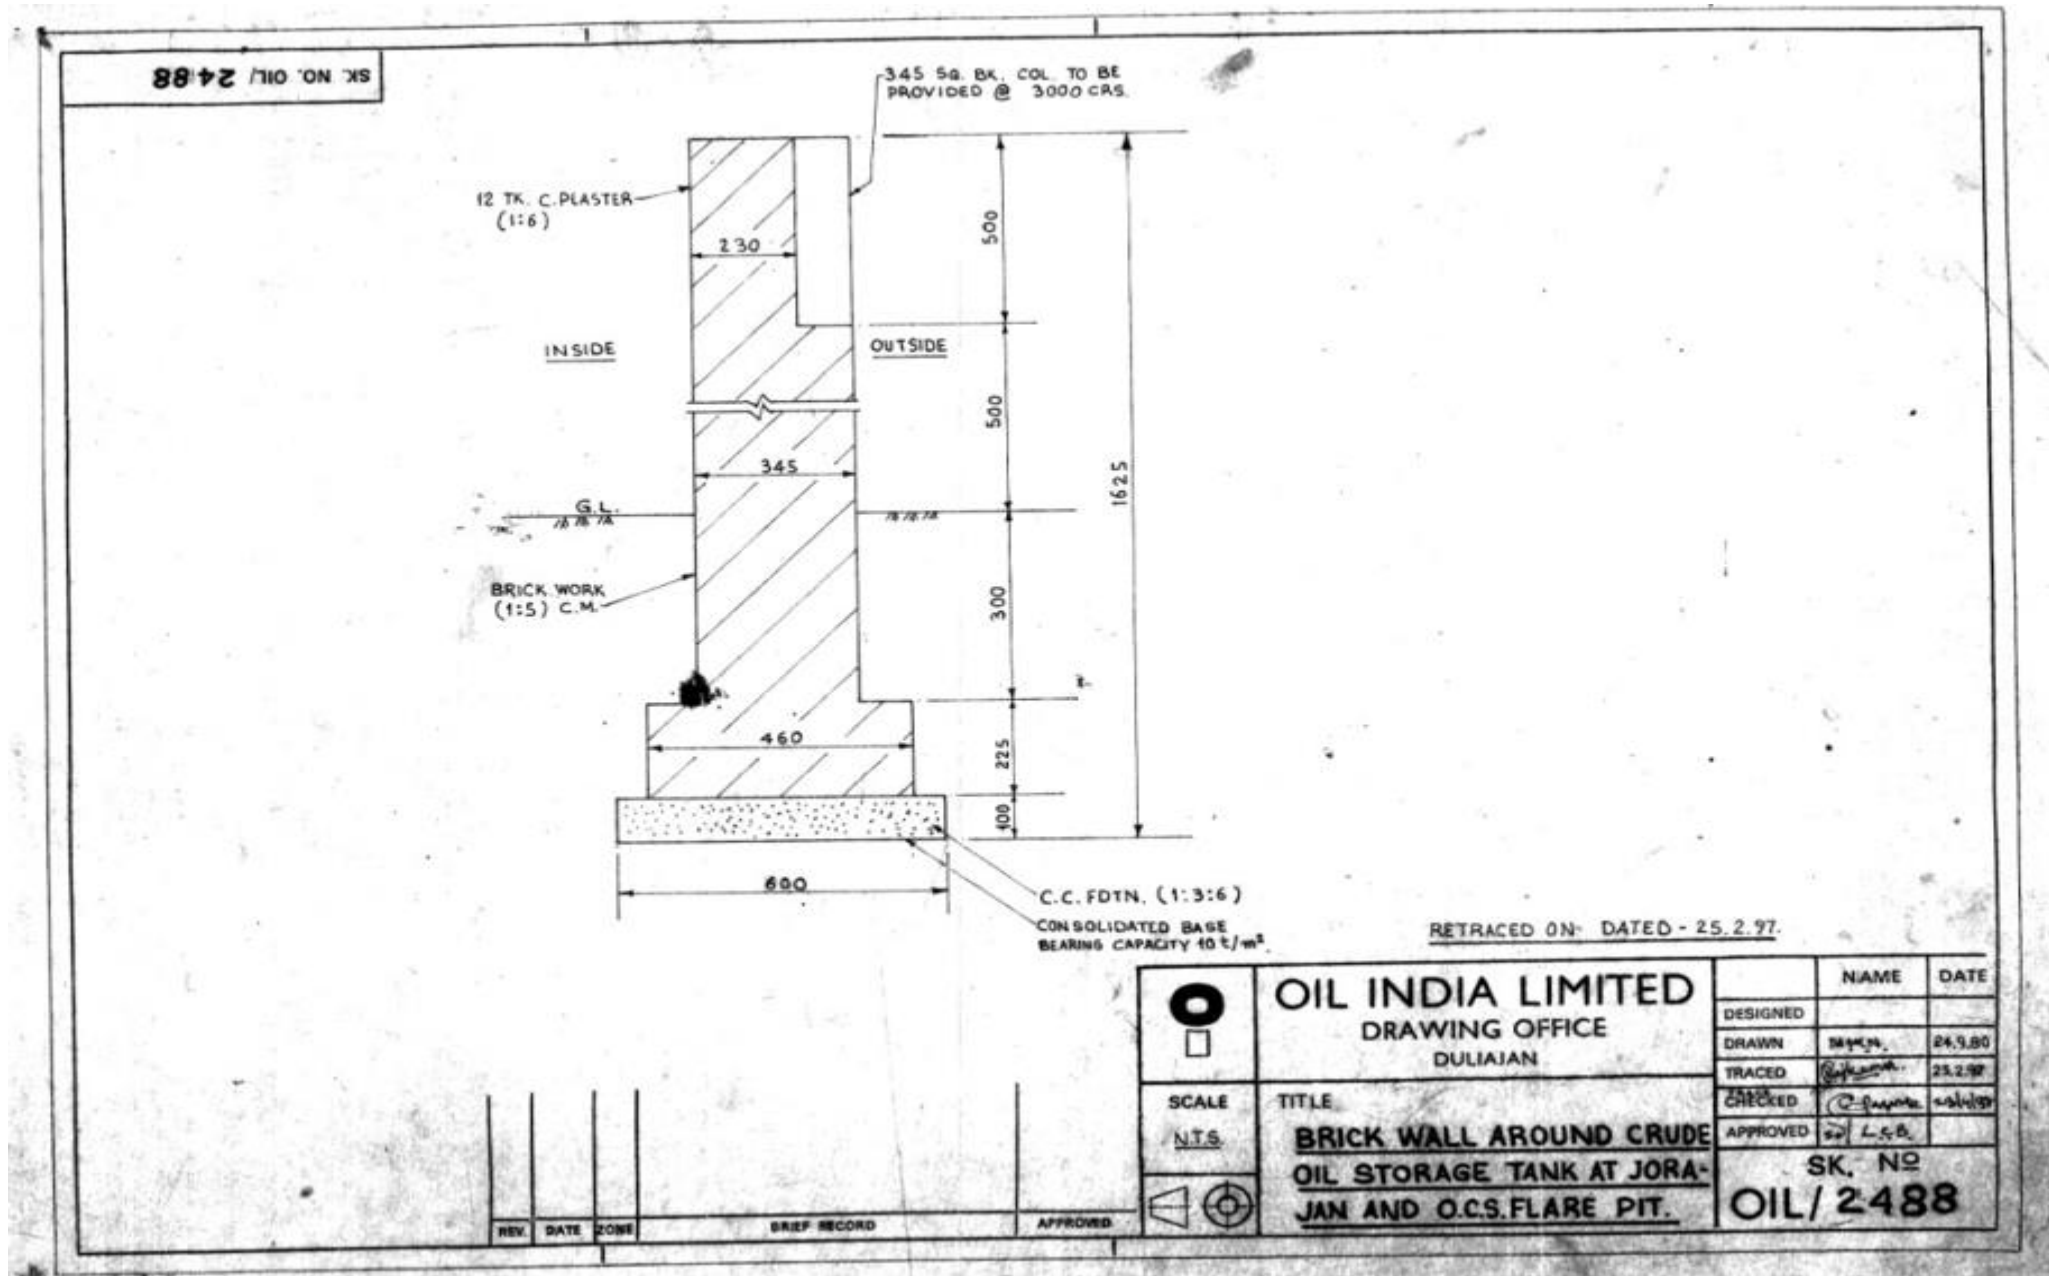 SK. NO. OIL/ 2488
345 SQ. BK. COL. TO BE
PROVIDED @ 3000 CRS.
12 TK. C. PLASTER
(1:6)
230
500
INSIDE
OUTSIDE
500
345
1625
G.L.
BRICK WORK
(1:5) C.M.
300
460
225
100
600
C.C. FDTN. (1:3:6)
CONSOLIDATED BASE
BEARING CAPACITY 10 t/m²
RETRACED ON- DATED - 25.2.97.
OIL INDIA LIMITED
DRAWING OFFICE
DULIAJAN
NAME DATE
DESIGNED
DRAWN 24.9.80
TRACED 25.2.97
CHECKED
APPROVED Sd/ L.S.B.
SCALE
N.T.S.
TITLE
BRICK WALL AROUND CRUDE
OIL STORAGE TANK AT JORA-
JAN AND O.C.S. FLARE PIT.
SK. Nº
OIL/ 2488
REV. DATE ZONE BRIEF RECORD APPROVED